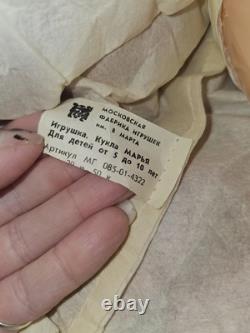 МОСКОВСКАЯ
ФАБРИКА ИГРУШЕК
им. 8 МАРТА
Игрушка. Кукла МАРЬЯ
Для детей от 5 до 10 лет
Артикул МГ 085-01-4322